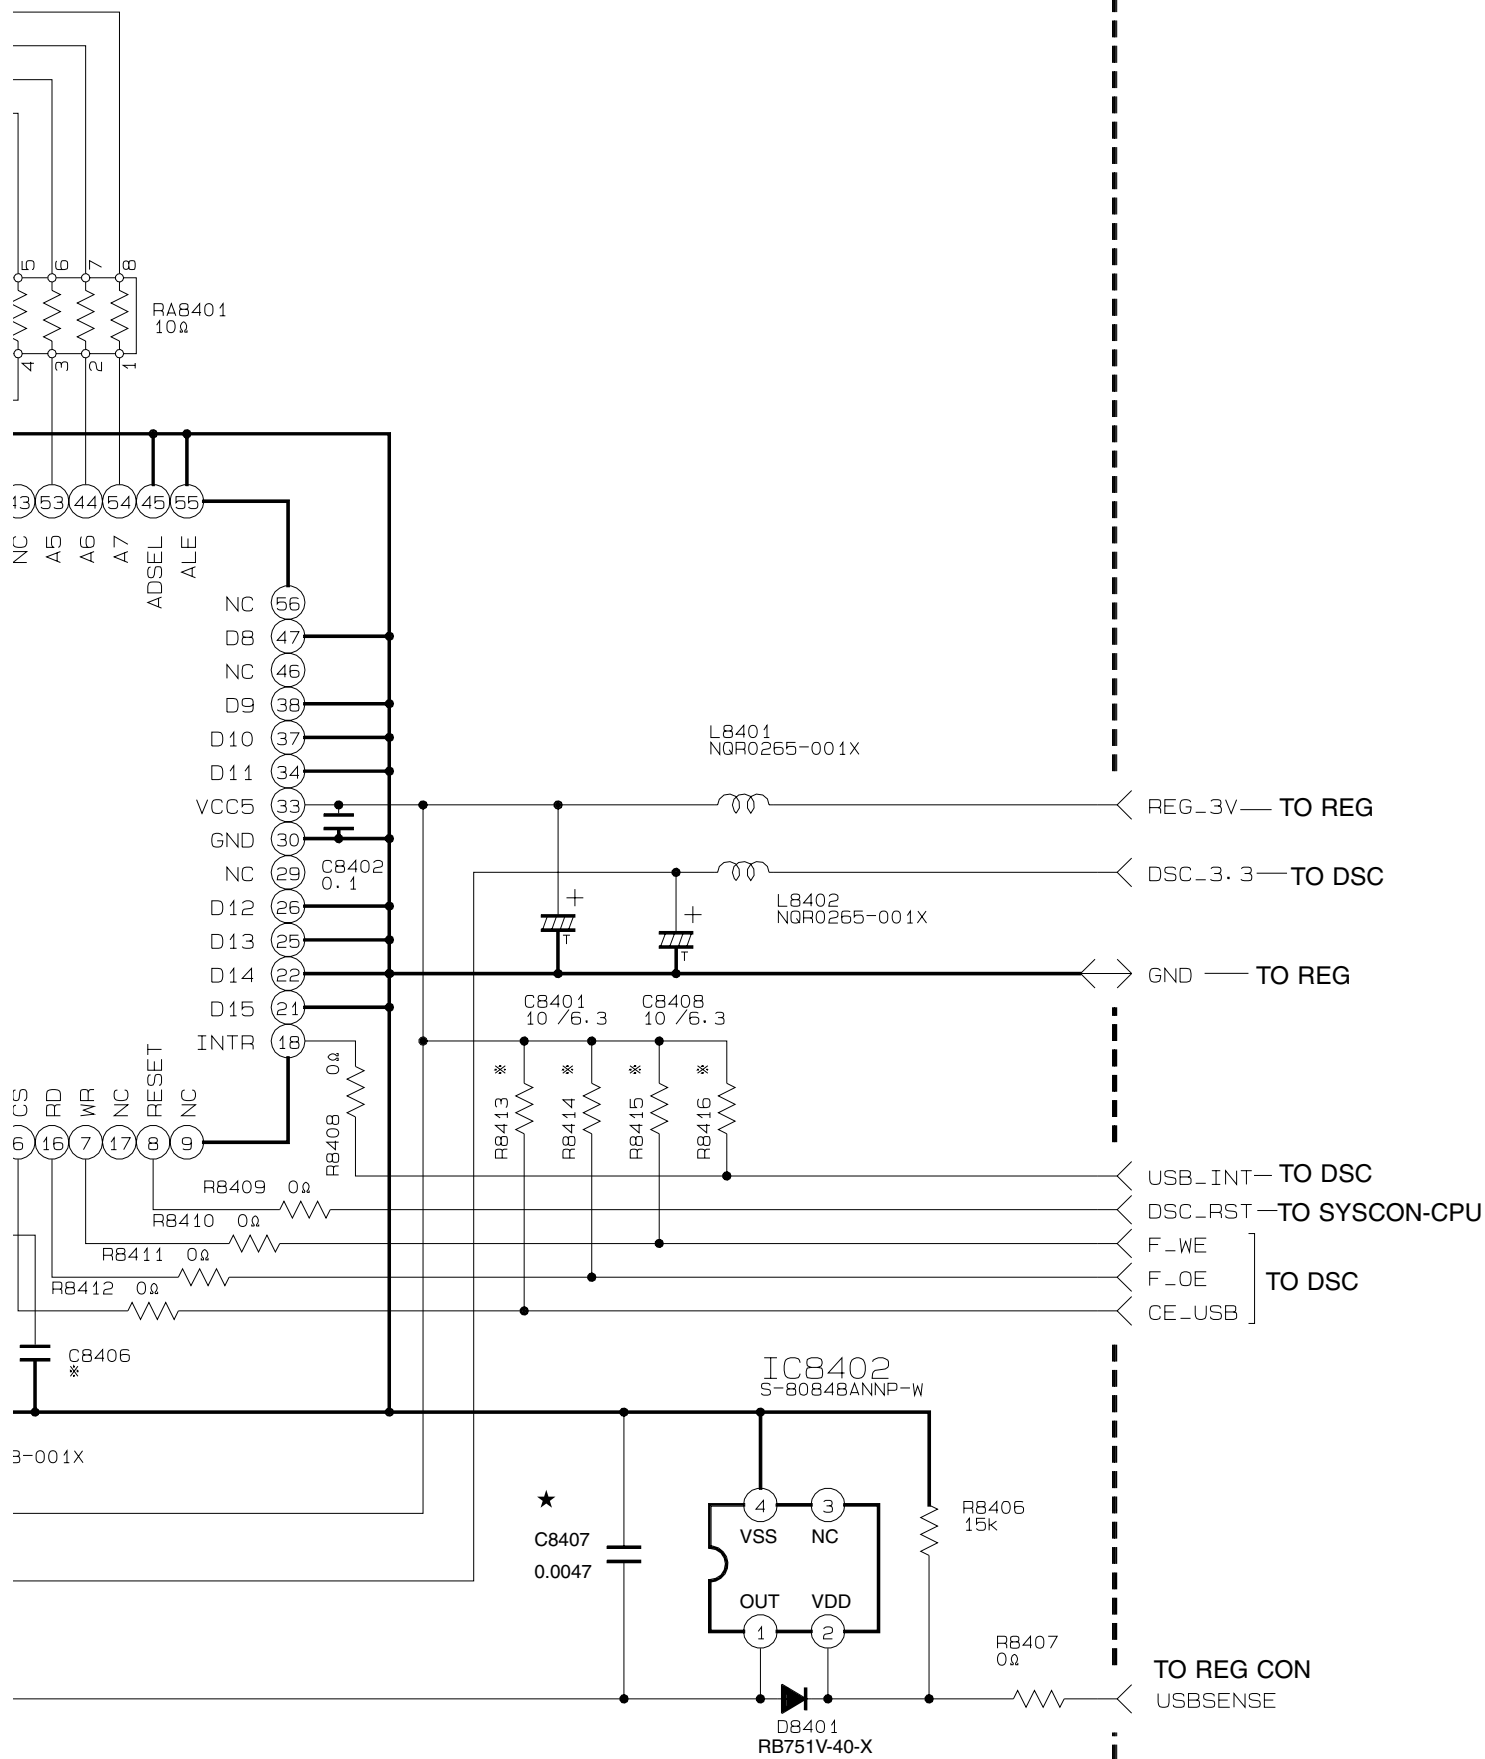 5 6 7 8
RA8401
10Ω
4 3 2 1
53 44 54 45 55
NC A5 A6 A7 ADSEL ALE
NC 56
D8 47
NC 46
D9 38
D10 37
D11 34
L8401
NQR0265-001X
VCC5 33
REG_3V TO REG
GND 30
C8402
0.1
NC 29
DSC_3.3 TO DSC
L8402
NQR0265-001X
D12 26
+ +
D13 25
T T
D14 22
GND TO REG
D15 21
C8401
10 /6.3
C8408
10 /6.3
INTR 18
R8408 0Ω
R8413 ※
R8414 ※
R8415 ※
R8416 ※
CS RD WR NC RESET NC
6 16 7 17 8 9
USB_INT TO DSC
R8409 0Ω
DSC_RST TO SYSCON-CPU
R8410 0Ω
F_WE
R8411 0Ω
F_OE
TO DSC
R8412 0Ω
CE_USB
C8406
※
IC8402
S-80848ANNP-W
-001X
★
C8407
0.0047
4 3
VSS NC
R8406
15K
OUT VDD
1 2
R8407
0Ω
TO REG CON
USBSENSE
D8401
RB751V-40-X